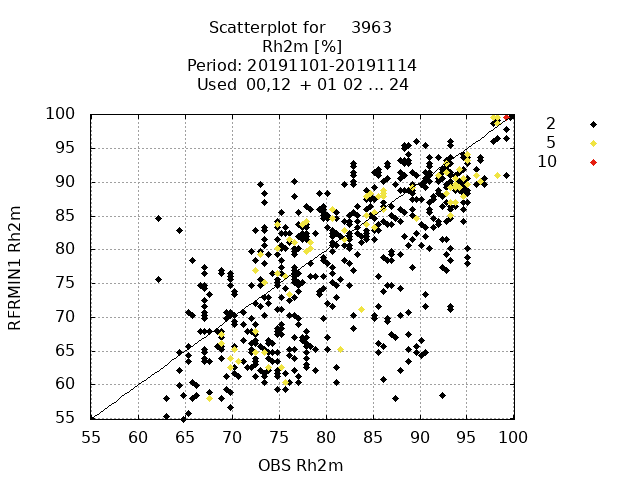 Scatterplot for 3963
Rh2m [%]
Period: 20191101-20191114
Used 00,12 + 01 02 ... 24
100
95
90
85
80
75
70
65
60
55
RFRMIN1 Rh2m
55 60 65 70 75 80 85 90 95 100
OBS Rh2m
2
5
10